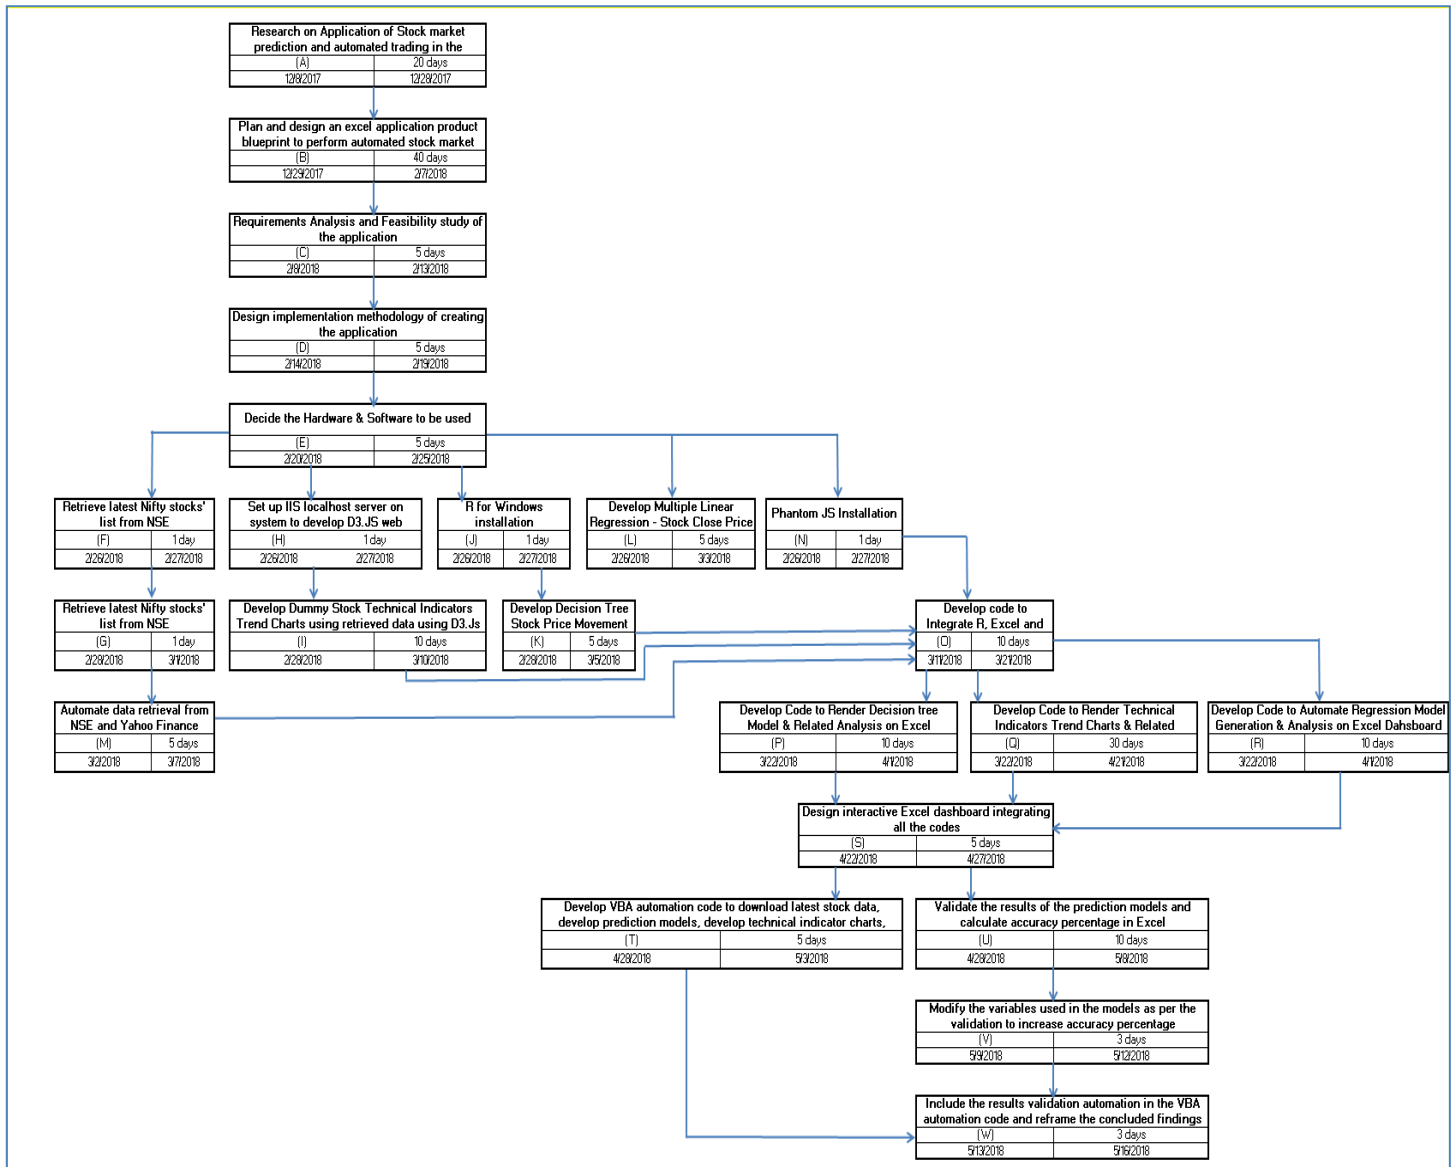 Research on Application of Stock market
prediction and automated trading in the
(A) 20 days
12/8/2017 12/28/2017
Plan and design an excel application product
blueprint to perform automated stock market
(B) 40 days
12/29/2017 2/7/2018
Requirements Analysis and Feasibility study of
the application
(C) 5 days
2/8/2018 2/13/2018
Design implementation methodology of creating
the application
(D) 5 days
2/14/2018 2/19/2018
Decide the Hardware & Software to be used
(E) 5 days
2/20/2018 2/25/2018
Retrieve latest Nifty stocks'
list from NSE
(F) 1 day
2/26/2018 2/27/2018
Set up IIS localhost server on
system to develop D3.JS web
(H) 1 day
2/26/2018 2/27/2018
R for Windows
installation
(J) 1 day
2/26/2018 2/27/2018
Develop Multiple Linear
Regression - Stock Close Price
(L) 5 days
2/26/2018 3/3/2018
Phantom JS Installation
(N) 1 day
2/26/2018 2/27/2018
Retrieve latest Nifty stocks'
list from NSE
(G) 1 day
2/28/2018 3/1/2018
Develop Dummy Stock Technical Indicators
Trend Charts using retrieved data using D3.Js
(I) 10 days
2/28/2018 3/10/2018
Develop Decision Tree
Stock Price Movement
(K) 5 days
2/28/2018 3/5/2018
Develop code to
Integrate R, Excel and
(O) 10 days
3/11/2018 3/21/2018
Automate data retrieval from
NSE and Yahoo Finance
(M) 5 days
3/2/2018 3/7/2018
Develop Code to Render Decision tree
Model & Related Analysis on Excel
(P) 10 days
3/22/2018 4/1/2018
Develop Code to Render Technical
Indicators Trend Charts & Related
(Q) 30 days
3/22/2018 4/21/2018
Develop Code to Automate Regression Model
Generation & Analysis on Excel Dahsboard
(R) 10 days
3/22/2018 4/1/2018
Design interactive Excel dashboard integrating
all the codes
(S) 5 days
4/22/2018 4/27/2018
Develop VBA automation code to download latest stock data,
develop prediction models, develop technical indicator charts,
(T) 5 days
4/28/2018 5/3/2018
Validate the results of the prediction models and
calculate accuracy percentage in Excel
(U) 10 days
4/28/2018 5/8/2018
Modify the variables used in the models as per the
validation to increase accuracy percentage
(V) 3 days
5/9/2018 5/12/2018
Include the results validation automation in the VBA
automation code and reframe the concluded findings
(W) 3 days
5/13/2018 5/16/2018